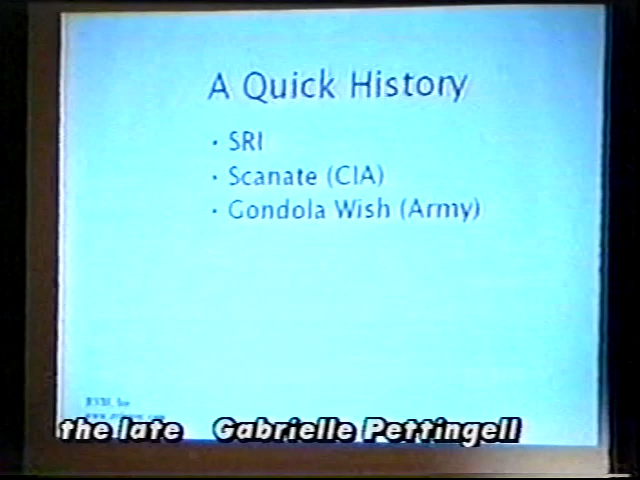 A Quick History
· SRI
· Scanate (CIA)
· Gondola Wish (Army)
the late Gabrielle Pettingell